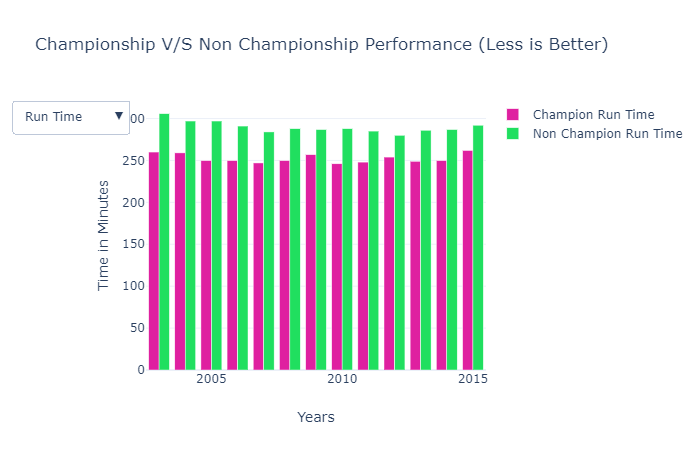 Championship V/S Non Championship Performance (Less is Better)
Run Time ▼
Champion Run Time
Non Champion Run Time
00
250
200
150
100
50
0
Time in Minutes
2005 2010 2015
Years